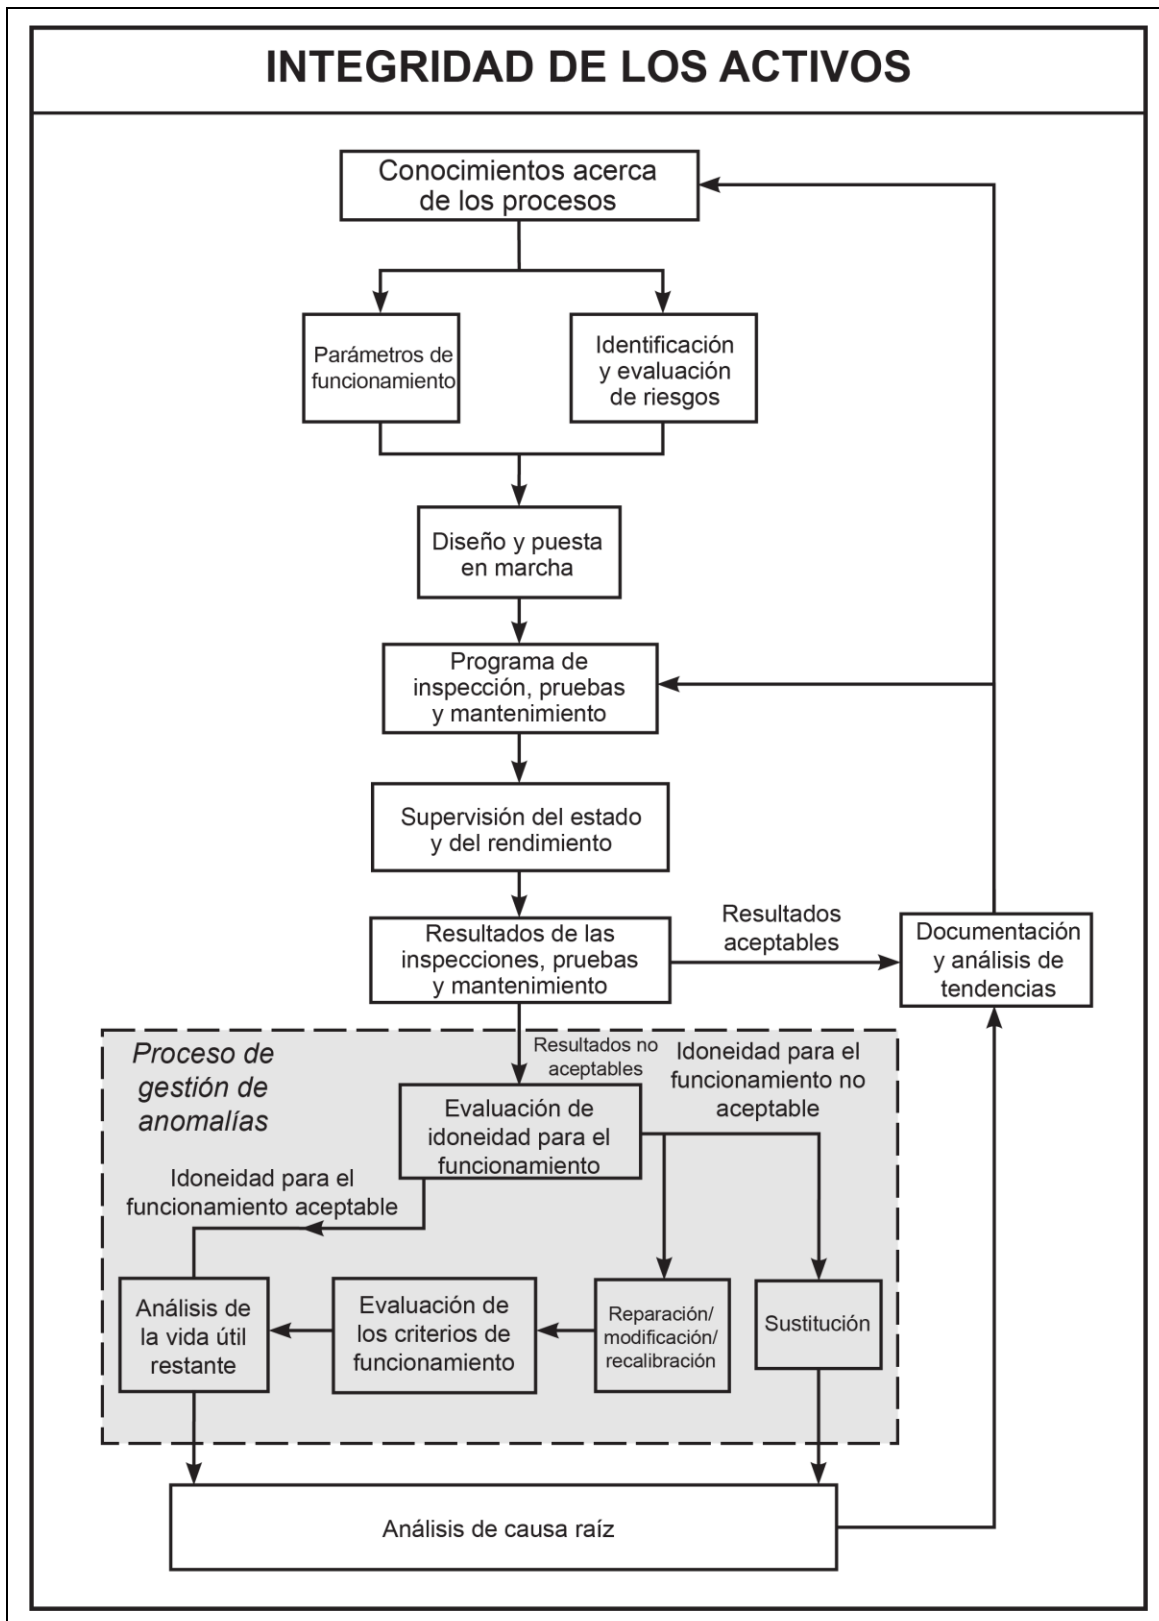 INTEGRIDAD DE LOS ACTIVOS
Conocimientos acerca
de los procesos
Parámetros de
funcionamiento
Identificación
y evaluación
de riesgos
Diseño y puesta
en marcha
Programa de
inspección, pruebas
y mantenimiento
Supervisión del estado
y del rendimiento
Resultados de las
inspecciones, pruebas
y mantenimiento
Resultados
aceptables
Documentación
y análisis de
tendencias
Proceso de
gestión de
anomalías
Resultados no
aceptables
Idoneidad para el
funcionamiento no
aceptable
Evaluación de
idoneidad para el
funcionamiento
Idoneidad para el
funcionamiento aceptable
Análisis de
la vida útil
restante
Evaluación de
los criterios de
funcionamiento
Reparación/
modificación/
recalibración
Sustitución
Análisis de causa raíz